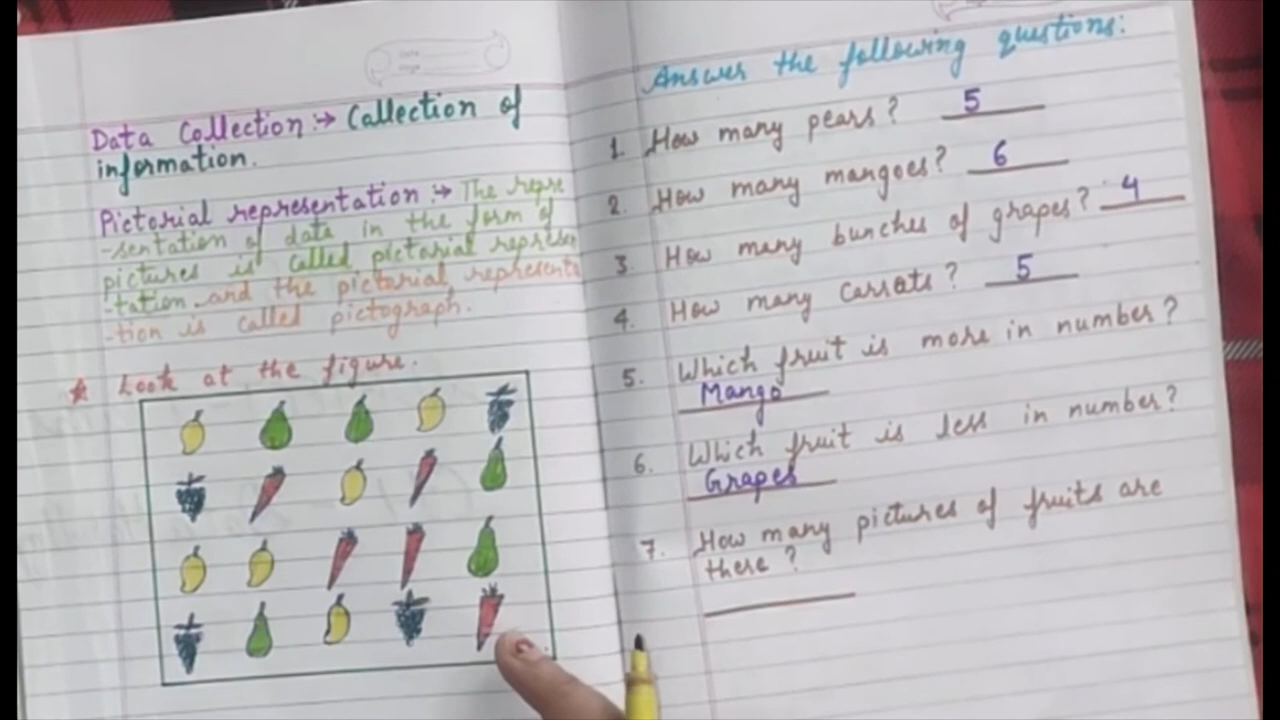 Data Collection :→ Collection of
information.
Pictorial representation :→ The repre
-sentation of data in the form of
pictures is called pictorial represen
-tation and the pictorial representa
-tion is called pictograph.
* Look at the figure.
Answer the following questions:
1. How many pears? 5
2. How many mangoes? 6
3. How many bunches of grapes? 4
4. How many carrots? 5
5. Which fruit is more in number?
Mango
6. Which fruit is less in number?
Grapes
7. How many pictures of fruits are
there?